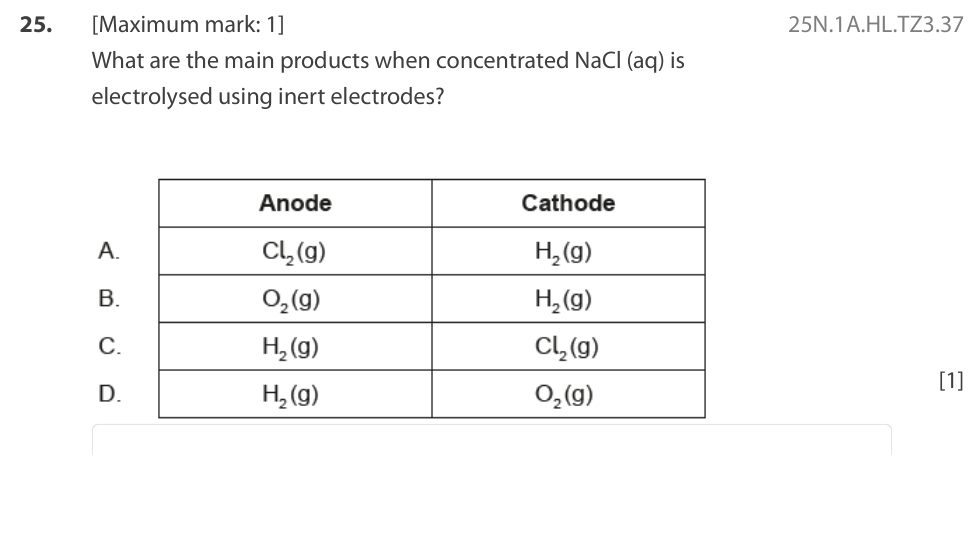 25. [Maximum mark: 1] 25N.1A.HL.TZ3.37
What are the main products when concentrated NaCl (aq) is
electrolysed using inert electrodes?
Anode Cathode
A. Cl₂(g) H₂(g)
B. O₂(g) H₂(g)
C. H₂(g) Cl₂(g)
D. H₂(g) O₂(g)
[1]